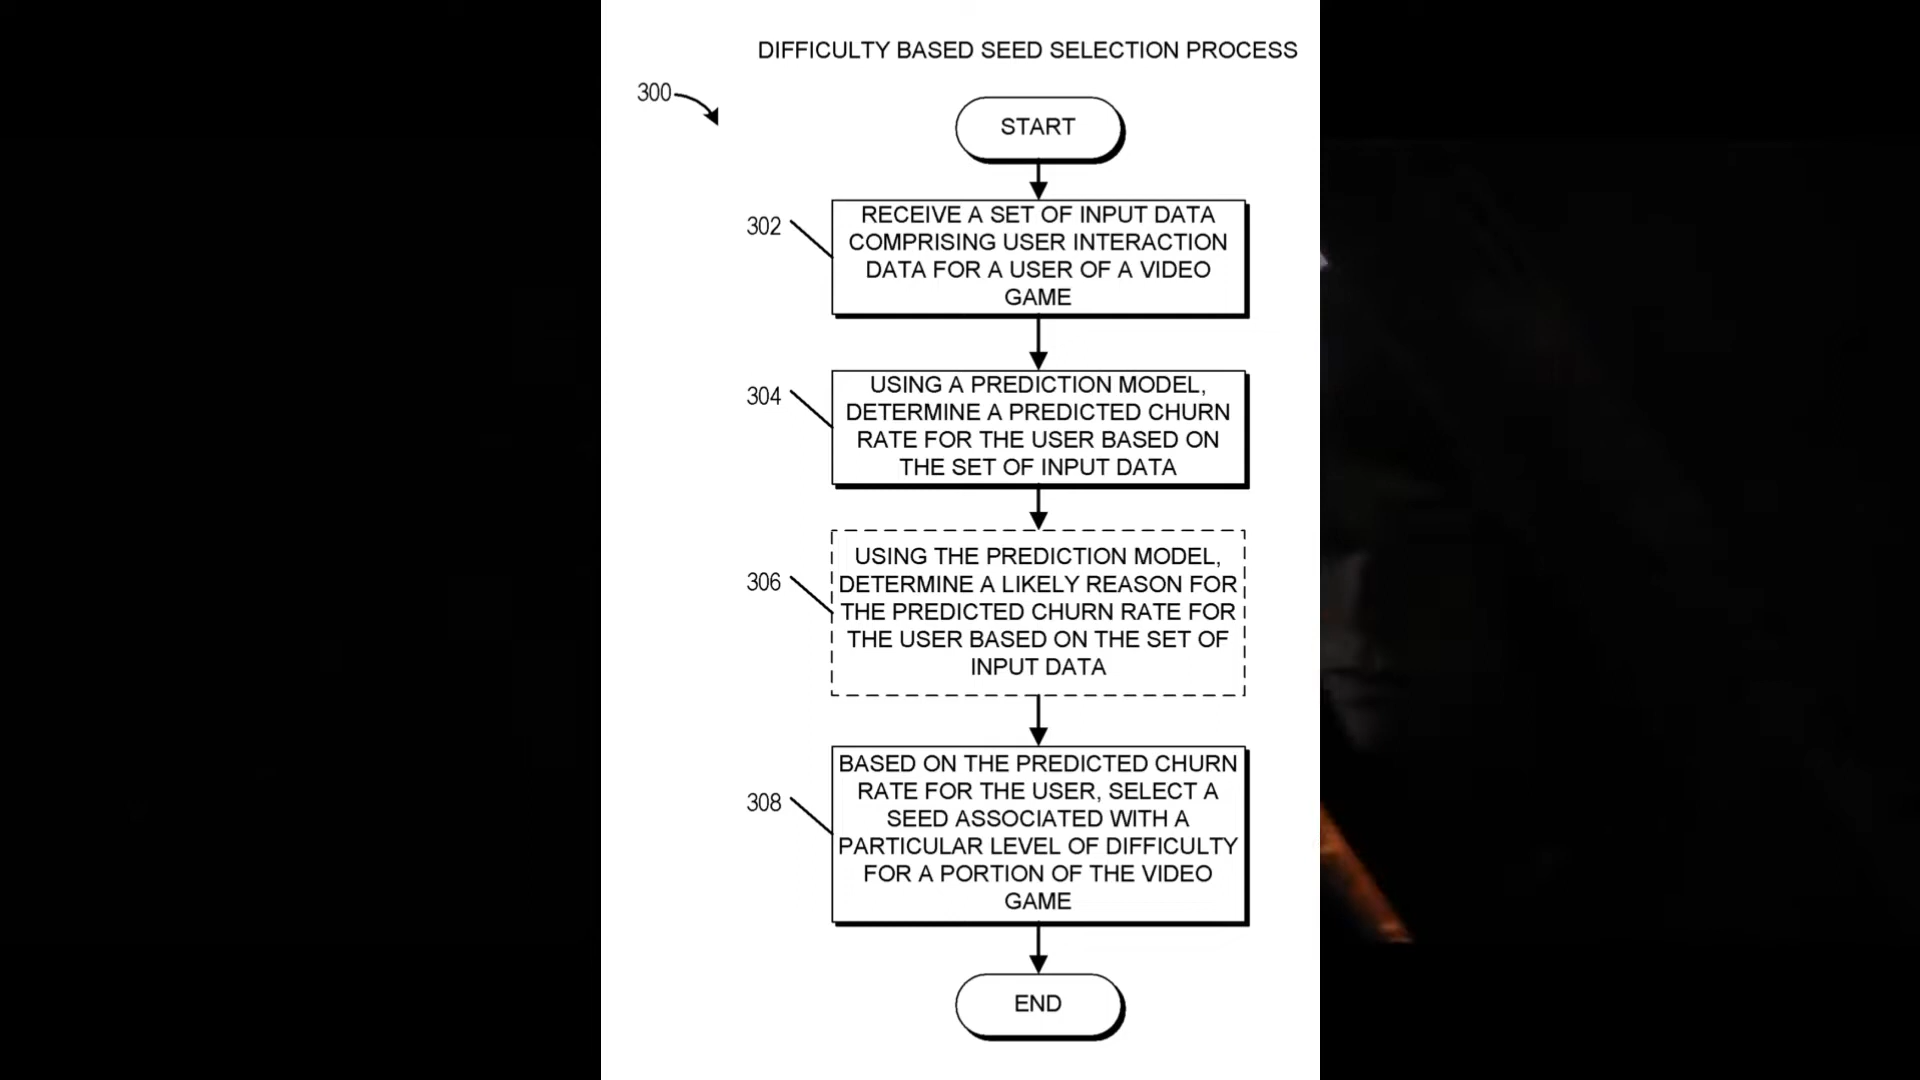 DIFFICULTY BASED SEED SELECTION PROCESS
300
START
302
RECEIVE A SET OF INPUT DATA
COMPRISING USER INTERACTION
DATA FOR A USER OF A VIDEO
GAME
304
USING A PREDICTION MODEL,
DETERMINE A PREDICTED CHURN
RATE FOR THE USER BASED ON
THE SET OF INPUT DATA
306
USING THE PREDICTION MODEL,
DETERMINE A LIKELY REASON FOR
THE PREDICTED CHURN RATE FOR
THE USER BASED ON THE SET OF
INPUT DATA
308
BASED ON THE PREDICTED CHURN
RATE FOR THE USER, SELECT A
SEED ASSOCIATED WITH A
PARTICULAR LEVEL OF DIFFICULTY
FOR A PORTION OF THE VIDEO
GAME
END